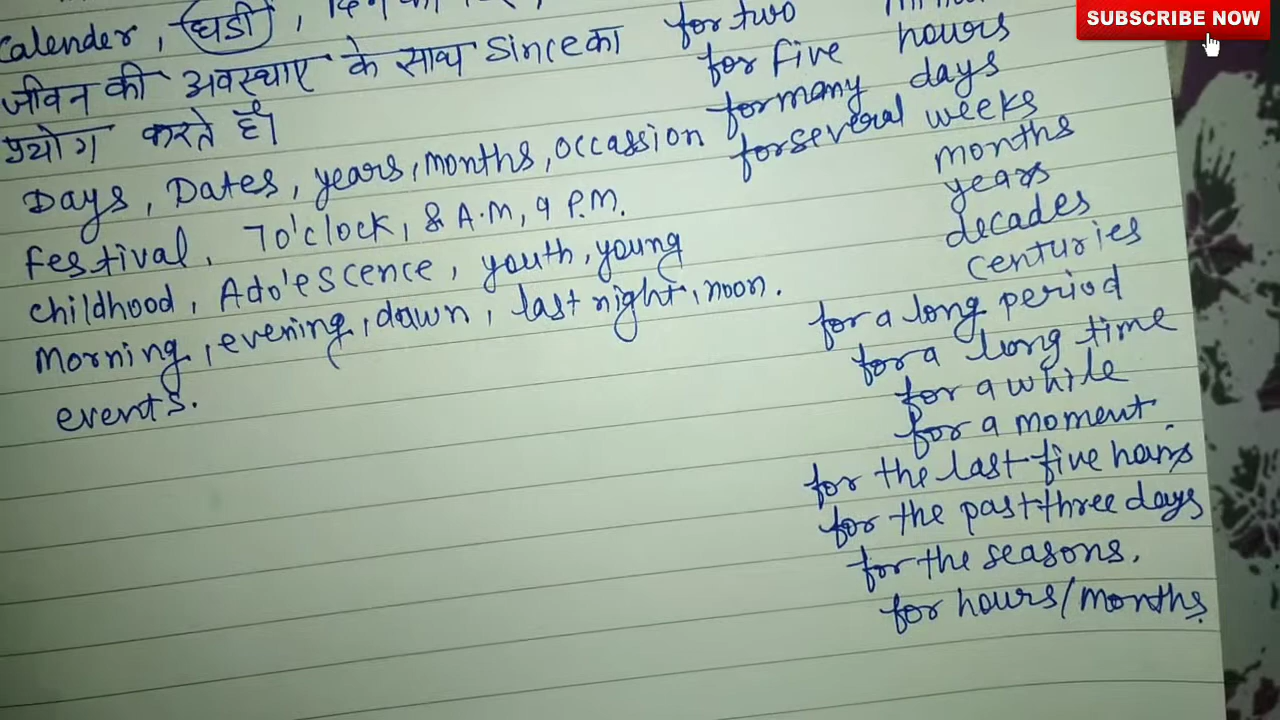 SUBSCRIBE NOW
Calender, घडी,
जीवन की अवस्थाए के साथ Since का
प्रयोग करते हैं।
Days, Dates, years, months, occassion
Festival, 7o'clock, 8 A.M, 9 P.M.
childhood, Adolescence, youth, young
Morning, evening, dawn, last night, noon.
events.
for two
for five hours
for many days
for several weeks
months
years
decades
centuries
for a long period
for a long time
for a while
for a moment
for the last five
for the past three days
for the seasons.
for hours/months.